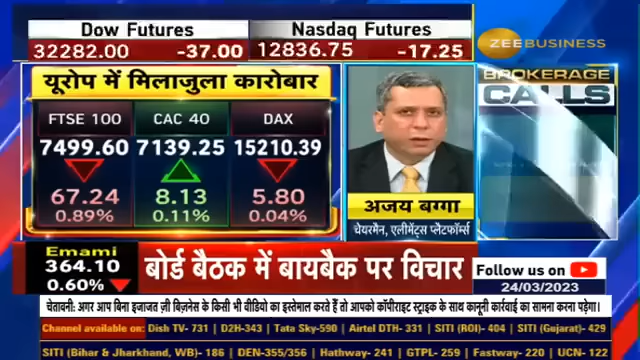 Dow Futures
32282.00 -37.00
Nasdaq Futures
12836.75 -17.25
ZEE BUSINESS
यूरोप में मिलाजुला कारोबार
FTSE 100 CAC 40 DAX
7499.60 7139.25 15210.39
67.24 8.13 5.80
0.89% 0.11% 0.04%
BROKERAGE
CALLS
अजय बग्गा
चेयरमैन, एलीमेंट्स प्लेटफॉर्म्स
Emami
364.10
0.60%
बोर्ड बैठक में बायबैक पर विचार
Follow us on
24/03/2023
चेतावनी: अगर आप बिना इजाजत ज़ी बिज़नेस के किसी भी वीडियो का इस्तेमाल करते हैं तो आपको कॉपीराइट स्ट्राइक के साथ कानूनी कार्रवाई का सामना करना पड़ेगा।
Channel available on: Dish TV- 731 | D2H-343 | Tata Sky-590 | Airtel DTH- 331 | SITI (ROI) - 404 | SITI (Gujarat) - 429
SITI (Bihar & Jharkhand, WB)- 186 | DEN-355/356 | Hathway-241 | GTPL- 259 | Fastway-220 | UCN- 122